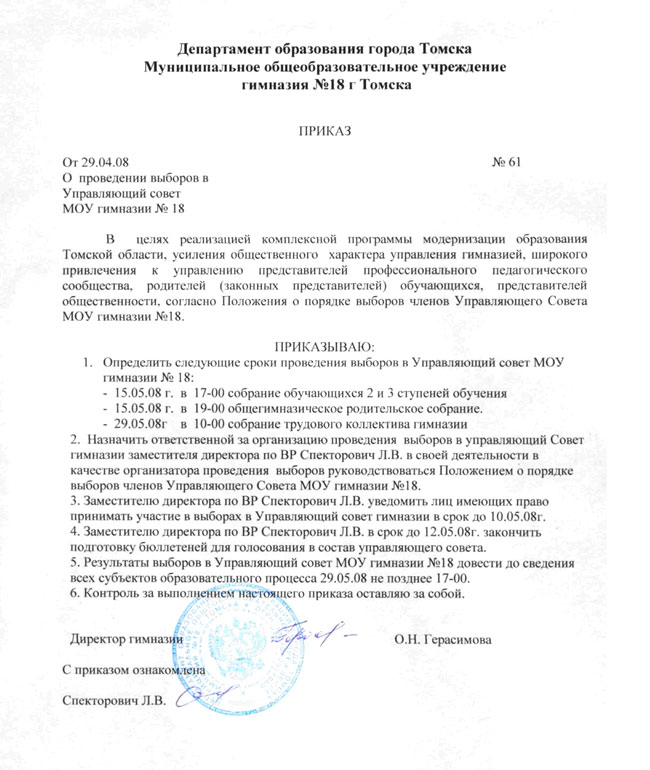 Департамент образования города Томска
Муниципальное общеобразовательное учреждение
гимназия №18 г Томска
ПРИКАЗ
От 29.04.08 № 61
О проведении выборов в
Управляющий совет
МОУ гимназии № 18
В целях реализацией комплексной программы модернизации образования
Томской области, усиления общественного характера управления гимназией, широкого
привлечения к управлению представителей профессионального педагогического
сообщества, родителей (законных представителей) обучающихся, представителей
общественности, согласно Положения о порядке выборов членов Управляющего Совета
МОУ гимназии №18.
ПРИКАЗЫВАЮ:
1. Определить следующие сроки проведения выборов в Управляющий совет МОУ
гимназии № 18:
- 15.05.08 г. в 17-00 собрание обучающихся 2 и 3 ступеней обучения
- 15.05.08 г. в 19-00 общегимназическое родительское собрание.
- 29.05.08г в 10-00 собрание трудового коллектива гимназии
2. Назначить ответственной за организацию проведения выборов в управляющий Совет
гимназии заместителя директора по ВР Спекторович Л.В. в своей деятельности в
качестве организатора проведения выборов руководствоваться Положением о порядке
выборов членов Управляющего Совета МОУ гимназии №18.
3. Заместителю директора по ВР Спекторович Л.В. уведомить лиц имеющих право
принимать участие в выборах в Управляющий совет гимназии в срок до 10.05.08г.
4. Заместителю директора по ВР Спекторович Л.В. в срок до 12.05.08г. закончить
подготовку бюллетеней для голосования в состав управляющего совета.
5. Результаты выборов в Управляющий совет МОУ гимназии №18 довести до сведения
всех субъектов образовательного процесса 29.05.08 не позднее 17-00.
6. Контроль за выполнением настоящего приказа оставляю за собой.
Директор гимназии О.Н. Герасимова
С приказом ознакомлена
Спекторович Л.В.